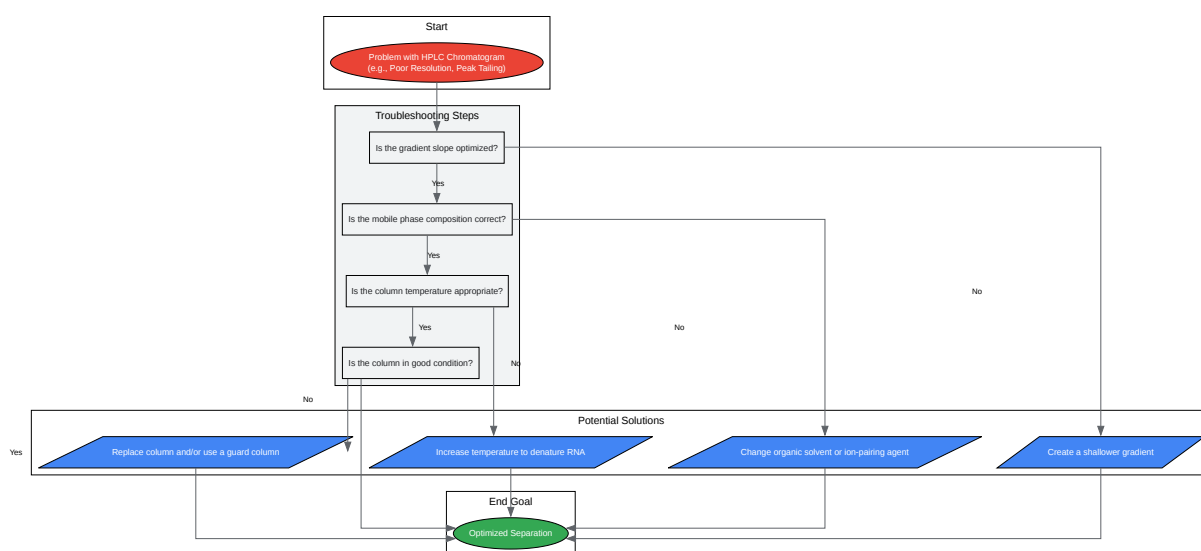 Start
Problem with HPLC Chromatogram
(e.g., Poor Resolution, Peak Tailing)
Troubleshooting Steps
Is the gradient slope optimized?
Yes
Is the mobile phase composition correct?
Yes
Is the column temperature appropriate?
No
Yes
No
Is the column in good condition?
No
No
Potential Solutions
Yes
Replace column and/or use a guard column
Increase temperature to denature RNA
Change organic solvent or ion-pairing agent
Create a shallower gradient
End Goal
Optimized Separation